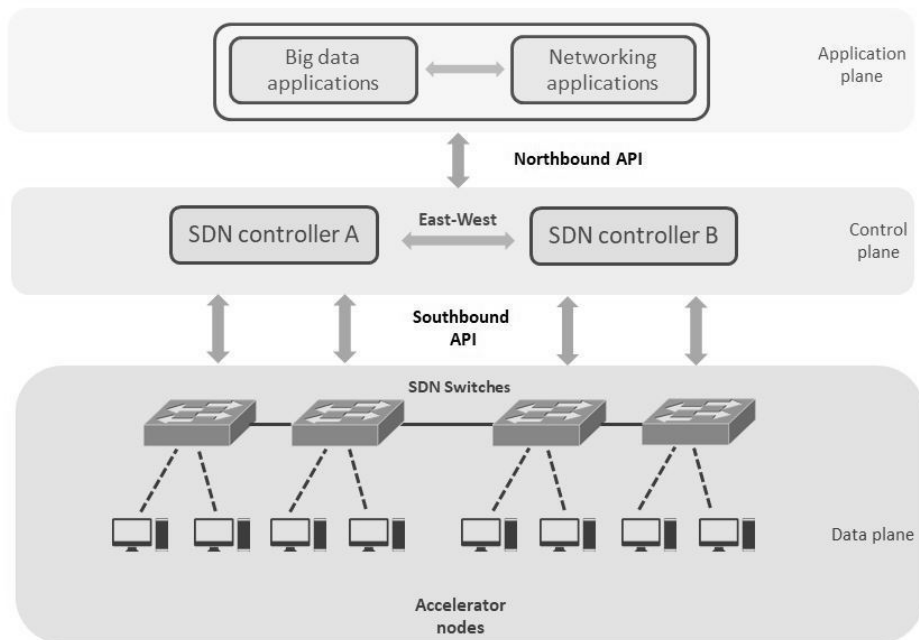 Big data
applications
Networking
applications
Application
plane
Northbound API
East-West
SDN controller A
SDN controller B
Control
plane
Southbound
API
SDN Switches
Data plane
Accelerator
nodes